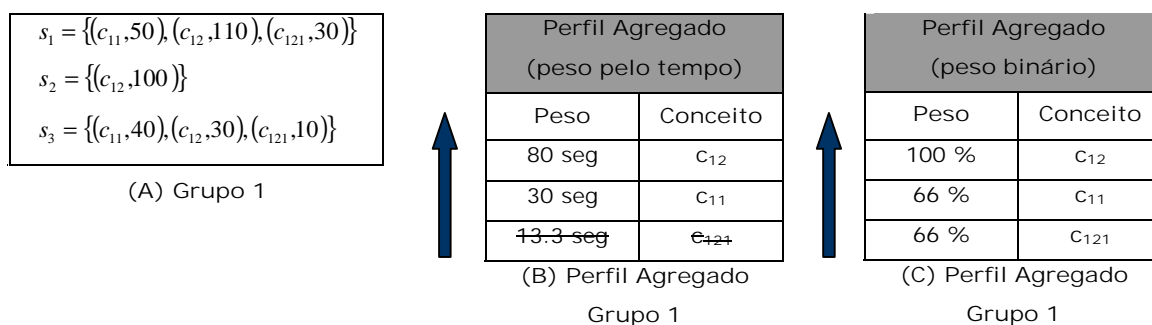 s₁ = {(c₁₁,50),(c₁₂,110),(c₁₂₁,30)}
s₂ = {(c₁₂,100)}
s₃ = {(c₁₁,40),(c₁₂,30),(c₁₂₁,10)}
(A) Grupo 1
Perfil Agregado
(peso pelo tempo)
Peso Conceito
80 seg c₁₂
30 seg c₁₁
13.3 seg c₁₂₁
(B) Perfil Agregado
Grupo 1
Perfil Agregado
(peso binário)
Peso Conceito
100 % c₁₂
66 % c₁₁
66 % c₁₂₁
(C) Perfil Agregado
Grupo 1